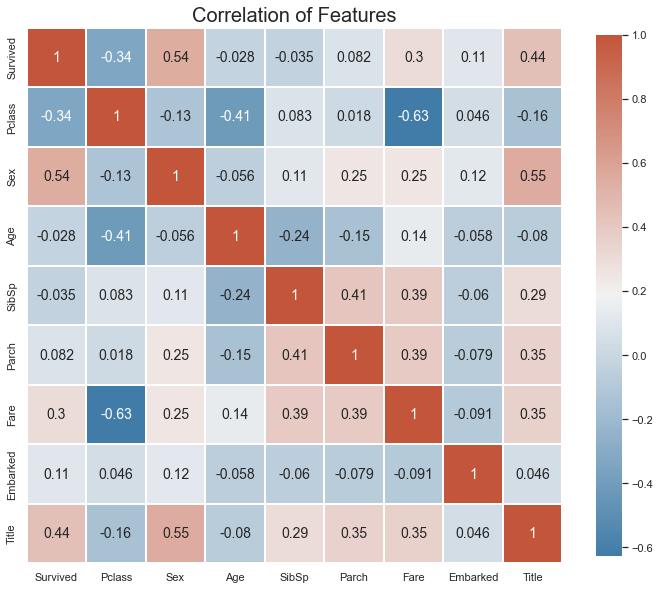 Correlation of Features
Survived 1 -0.34 0.54 -0.028 -0.035 0.082 0.3 0.11 0.44
Pclass -0.34 1 -0.13 -0.41 0.083 0.018 -0.63 0.046 -0.16
Sex 0.54 -0.13 1 -0.056 0.11 0.25 0.25 0.12 0.55
Age -0.028 -0.41 -0.056 1 -0.24 -0.15 0.14 -0.058 -0.08
SibSp -0.035 0.083 0.11 -0.24 1 0.41 0.39 -0.06 0.29
Parch 0.082 0.018 0.25 -0.15 0.41 1 0.39 -0.079 0.35
Fare 0.3 -0.63 0.25 0.14 0.39 0.39 1 -0.091 0.35
Embarked 0.11 0.046 0.12 -0.058 -0.06 -0.079 -0.091 1 0.046
Title 0.44 -0.16 0.55 -0.08 0.29 0.35 0.35 0.046 1
Survived Pclass Sex Age SibSp Parch Fare Embarked Title
1.0
0.8
0.6
0.4
0.2
0.0
−0.2
−0.4
−0.6